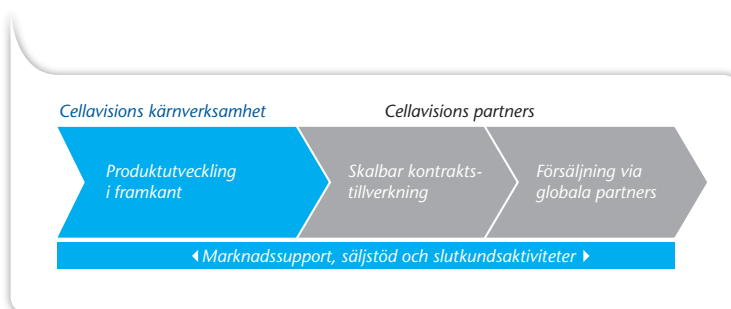 Cellavisions kärnverksamhet
Cellavisions partners
Produktutveckling
i framkant
Skalbar kontrakts-
tillverkning
Försäljning via
globala partners
Marknadssupport, säljstöd och slutkundsaktiviteter